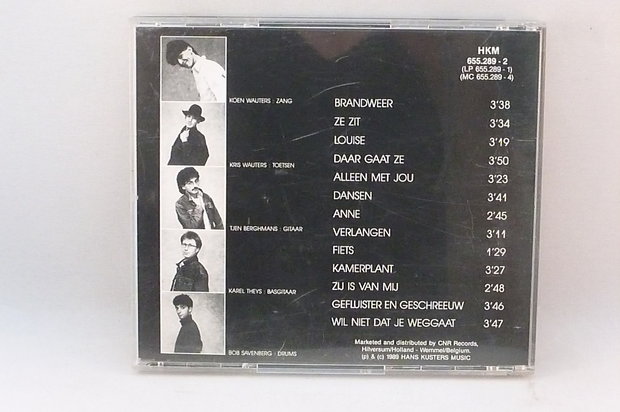 HKM
655.289 - 2
(LP 655.289 - 1)
(MC 655.289 - 4)
KOEN WAUTERS : ZANG
KRIS WAUTERS : TOETSEN
TJEN BERGHMANS : GITAAR
KAREL THEYS : BASGITAAR
BOB SAVENBERG : DRUMS
BRANDWEER 3'38
ZE ZIT 3'34
LOUISE 3'19
DAAR GAAT ZE 3'50
ALLEEN MET JOU 3'23
DANSEN 3'41
ANNE 2'45
VERLANGEN 3'11
FIETS 1'29
KAMERPLANT 3'27
ZIJ IS VAN MIJ 2'48
GEFLUISTER EN GESCHREEUW 3'46
WIL NIET DAT JE WEGGAAT 3'47
Marketed and distributed by CNR Records,
Hilversum/Holland - Wemmel/Belgium.
(p) & (c) 1989 HANS KUSTERS MUSIC